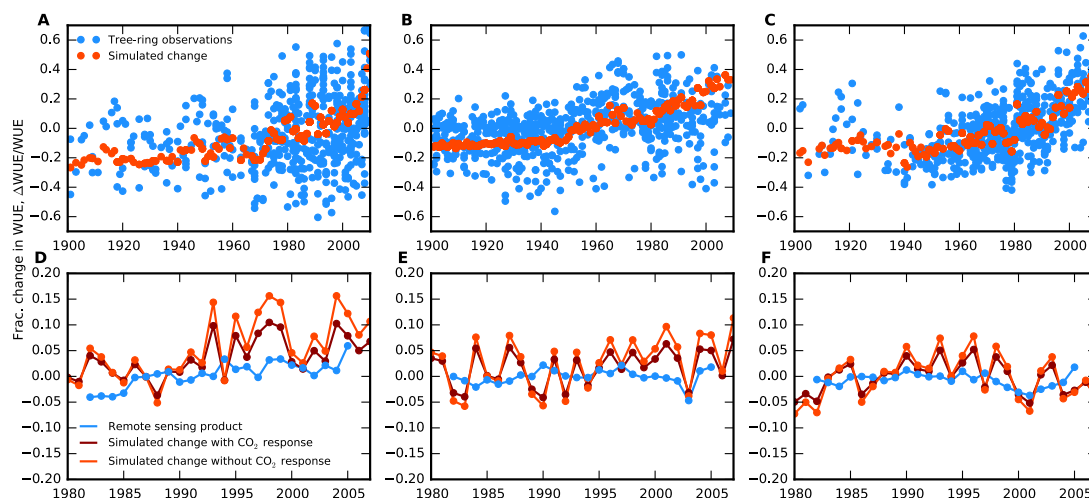 A
B
C
Tree-ring observations
Simulated change
0.6
0.4
0.2
0.0
−0.2
−0.4
−0.6
1900 1920 1940 1960 1980 2000
0.6
0.4
0.2
0.0
−0.2
−0.4
−0.6
1900 1920 1940 1960 1980 2000
0.6
0.4
0.2
0.0
−0.2
−0.4
−0.6
1900 1920 1940 1960 1980 2000
Frac. change in WUE, ΔWUE/WUE
D
E
F
0.20
0.15
0.10
0.05
0.00
−0.05
−0.10
−0.15
−0.20
Remote sensing product
Simulated change with CO₂ response
Simulated change without CO₂ response
1980 1985 1990 1995 2000 2005
0.20
0.15
0.10
0.05
0.00
−0.05
−0.10
−0.15
−0.20
1980 1985 1990 1995 2000 2005
0.20
0.15
0.10
0.05
0.00
−0.05
−0.10
−0.15
−0.20
1980 1985 1990 1995 2000 2005